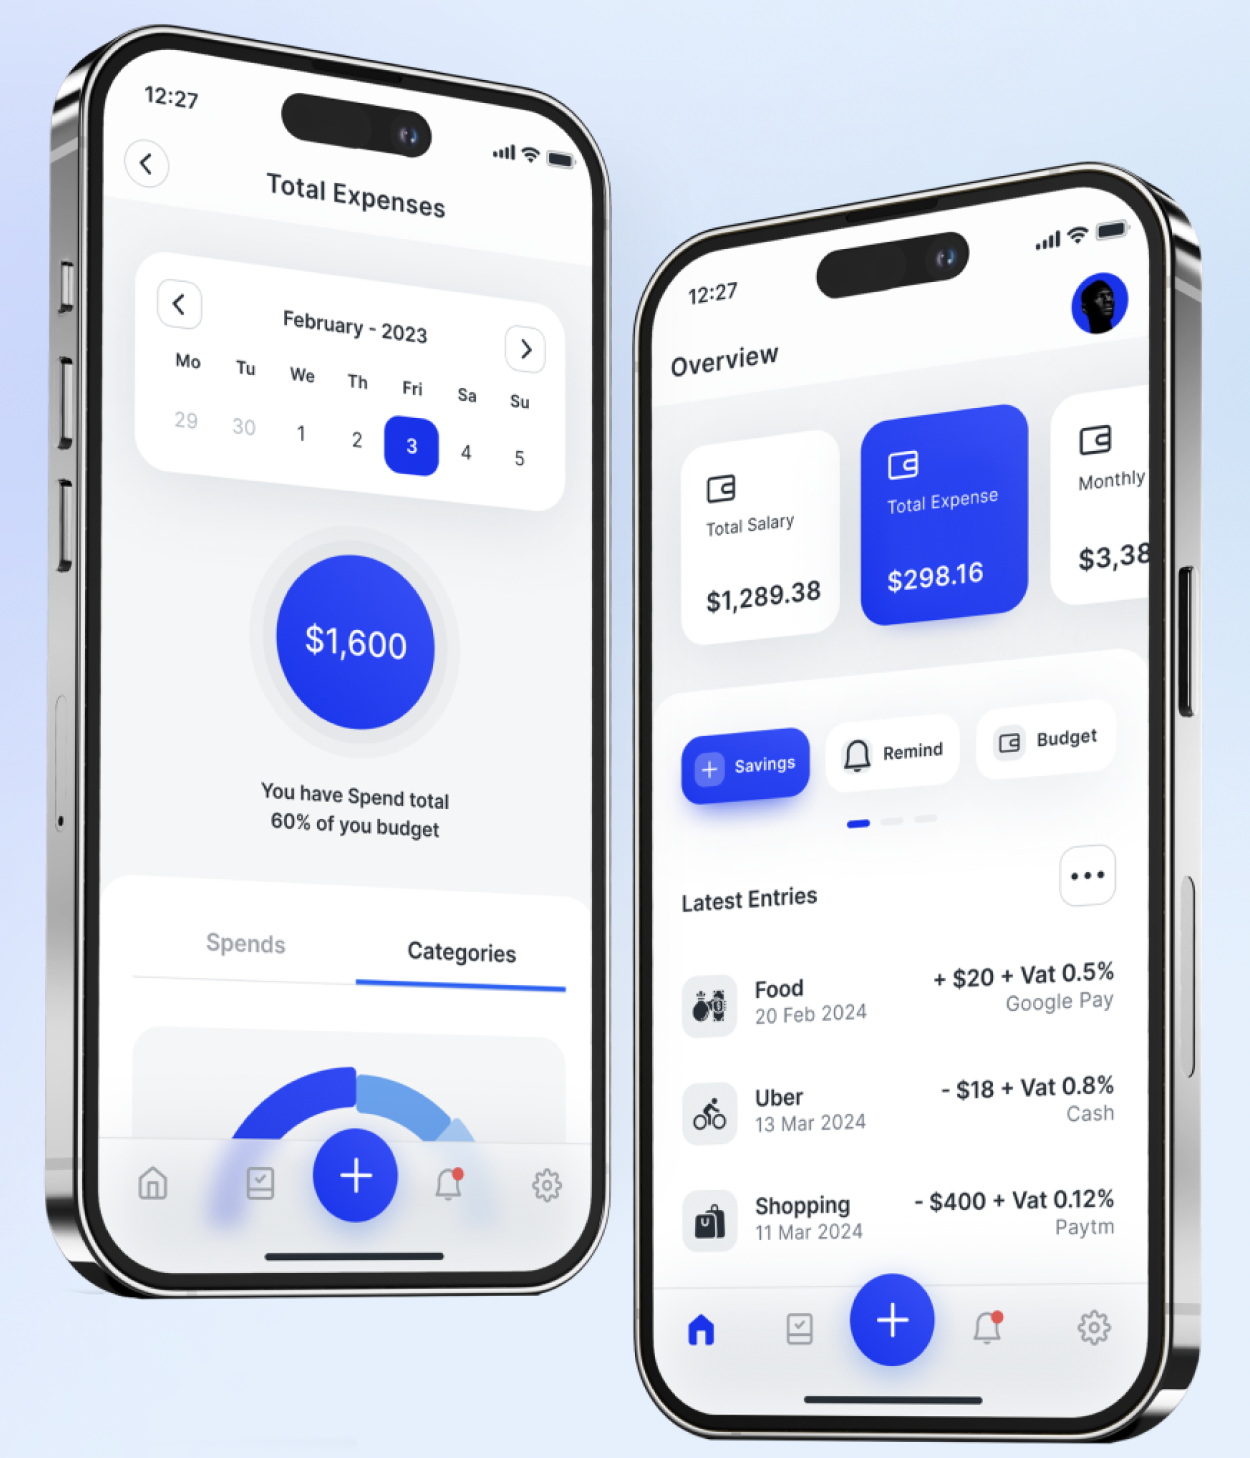 12:27
Total Expenses
February - 2023
Mo Tu We Th Fri Sa Su
29 30 1 2 3 4 5
$1,600
You have Spend total
60% of you budget
Spends Categories
12:27
Overview
Total Salary
$1,289.38
Total Expense
$298.16
Monthly
$3,38
Savings
Remind
Budget
Latest Entries
Food
+ $20 + Vat 0.5%
20 Feb 2024
Google Pay
Uber
- $18 + Vat 0.8%
13 Mar 2024
Cash
Shopping
- $400 + Vat 0.12%
11 Mar 2024
Paytm